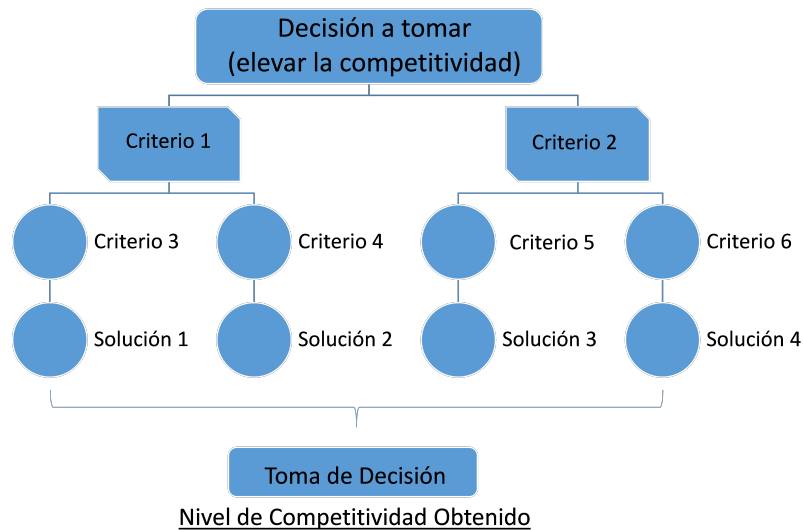 Decisión a tomar
(elevar la competitividad)
Criterio 1
Criterio 2
Criterio 3
Criterio 4
Criterio 5
Criterio 6
Solución 1
Solución 2
Solución 3
Solución 4
Toma de Decisión
Nivel de Competitividad Obtenido